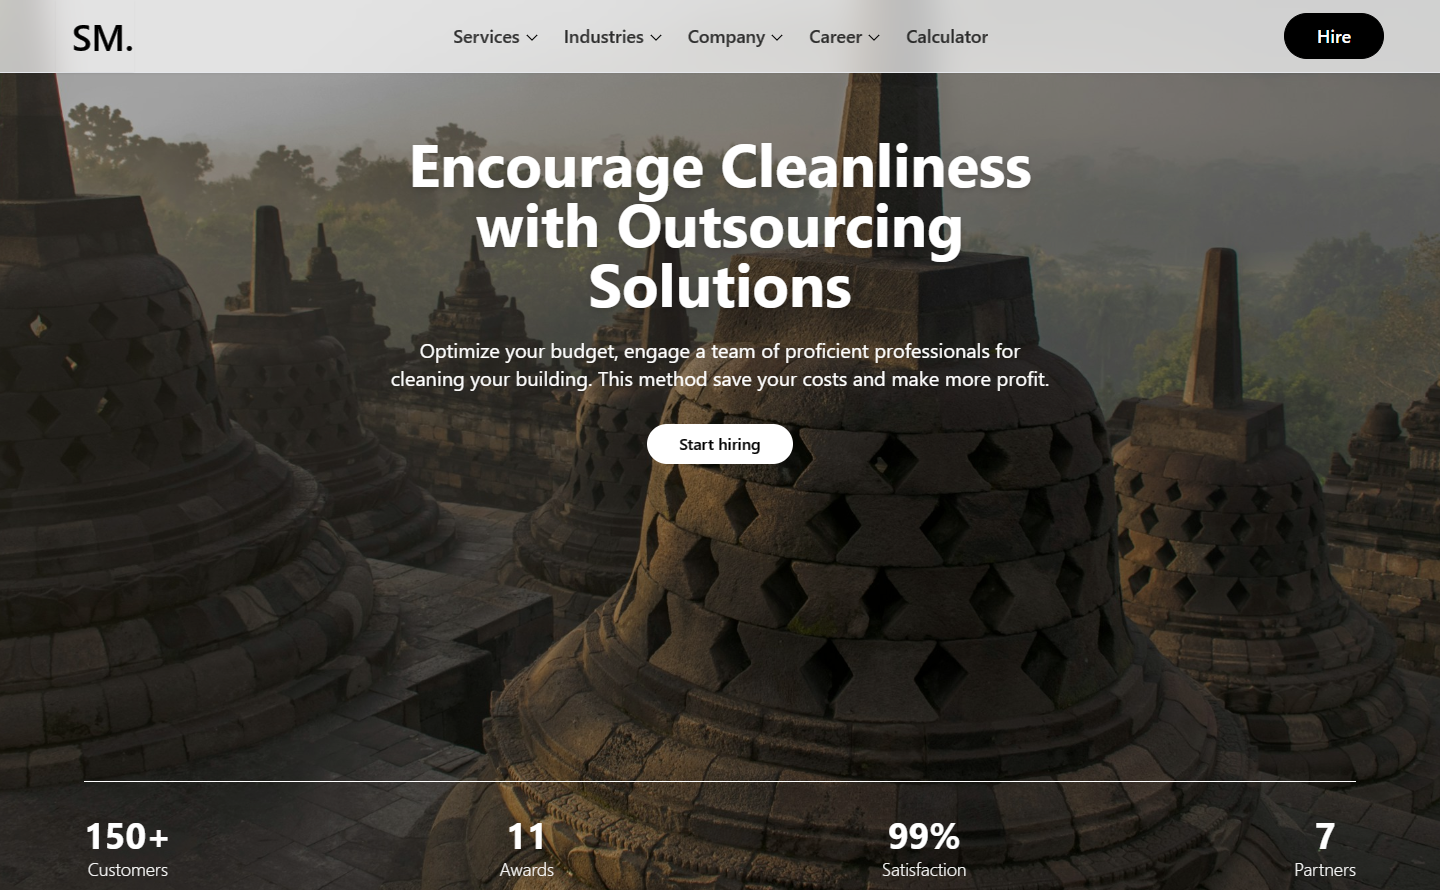 SM.
Services
Industries
Company
Career
Calculator
Hire
Encourage Cleanliness
with Outsourcing
Solutions
Optimize your budget, engage a team of proficient professionals for
cleaning your building. This method save your costs and make more profit.
Start hiring
150+
Customers
11
Awards
99%
Satisfaction
7
Partners